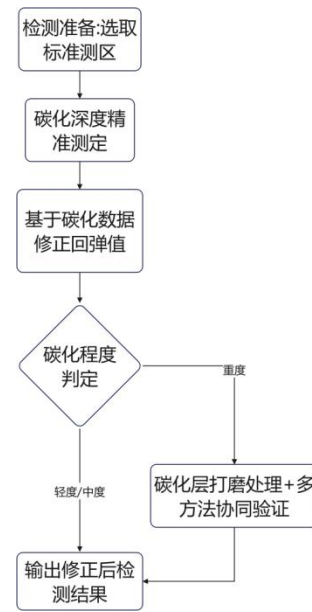 检测准备:选取
标准测区
碳化深度精
准测定
基于碳化数据
修正回弹值
碳化程度
判定
重度
轻度/中度
碳化层打磨处理+多
方法协同验证
输出修正后检
测结果